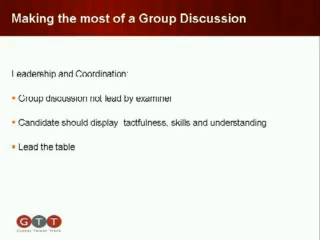 Making the most of a Group Discussion
Leadership and Coordination:
Group discussion not lead by examiner
Candidate should display tactfulness, skills and understanding
Lead the table
GTT